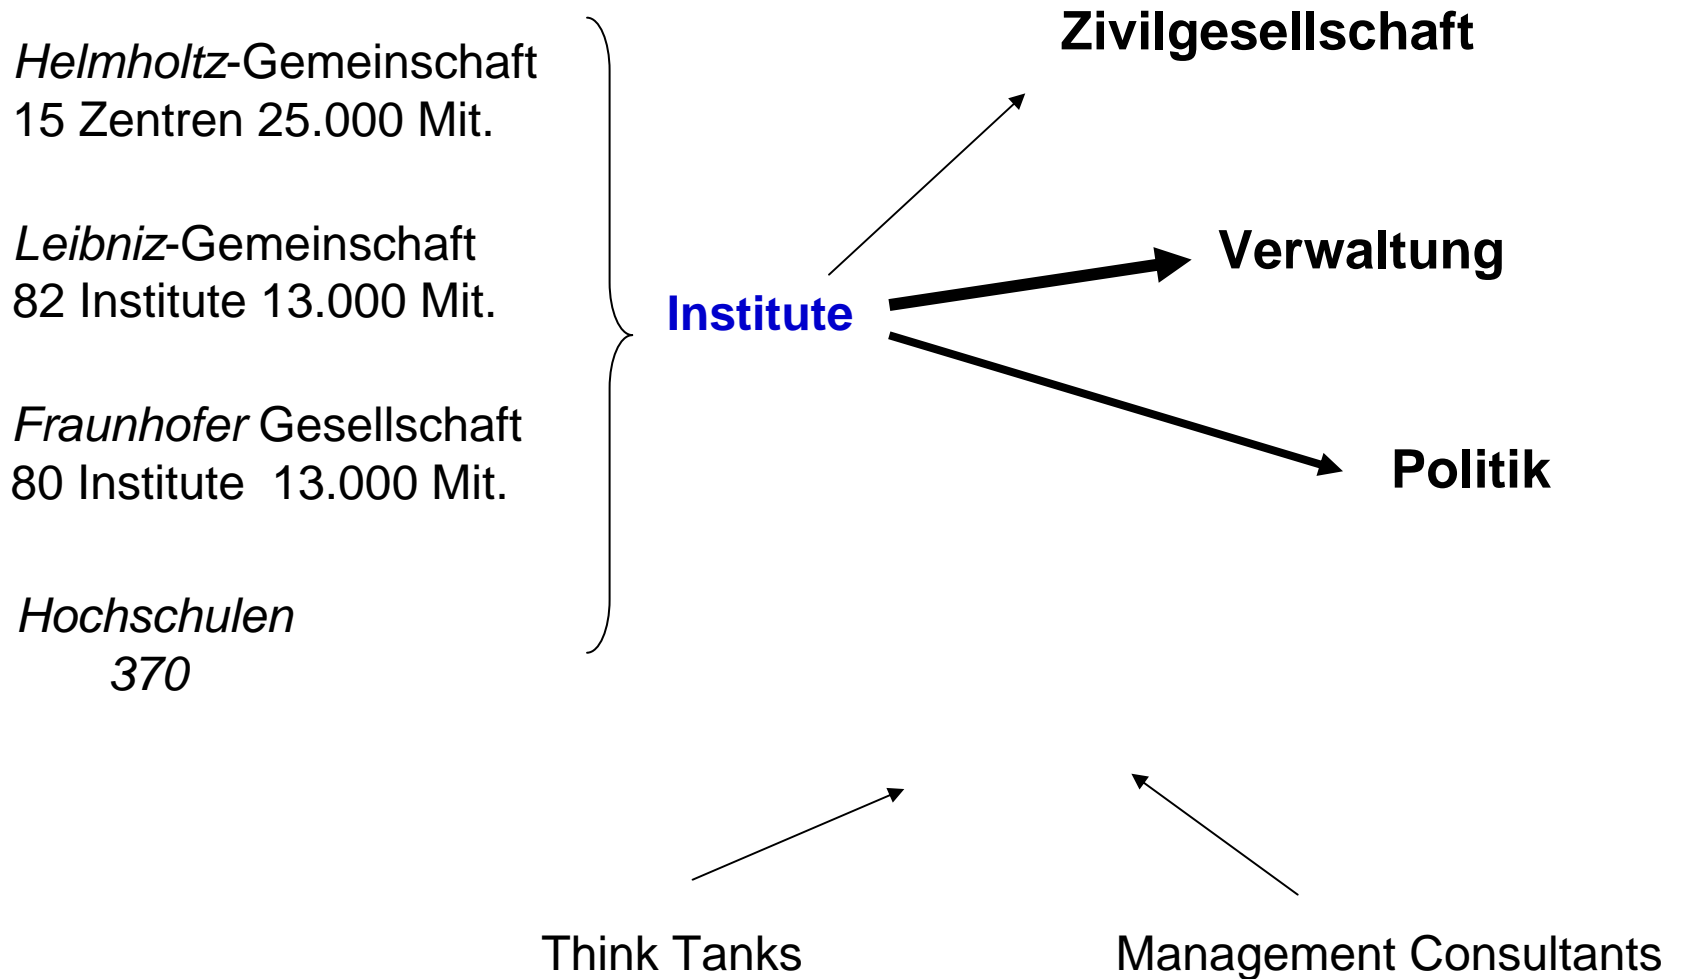 Helmholtz-Gemeinschaft
15 Zentren 25.000 Mit.
Leibniz-Gemeinschaft
82 Institute 13.000 Mit.
Fraunhofer Gesellschaft
80 Institute 13.000 Mit.
Hochschulen
370
Institute
Zivilgesellschaft
Verwaltung
Politik
Think Tanks
Management Consultants